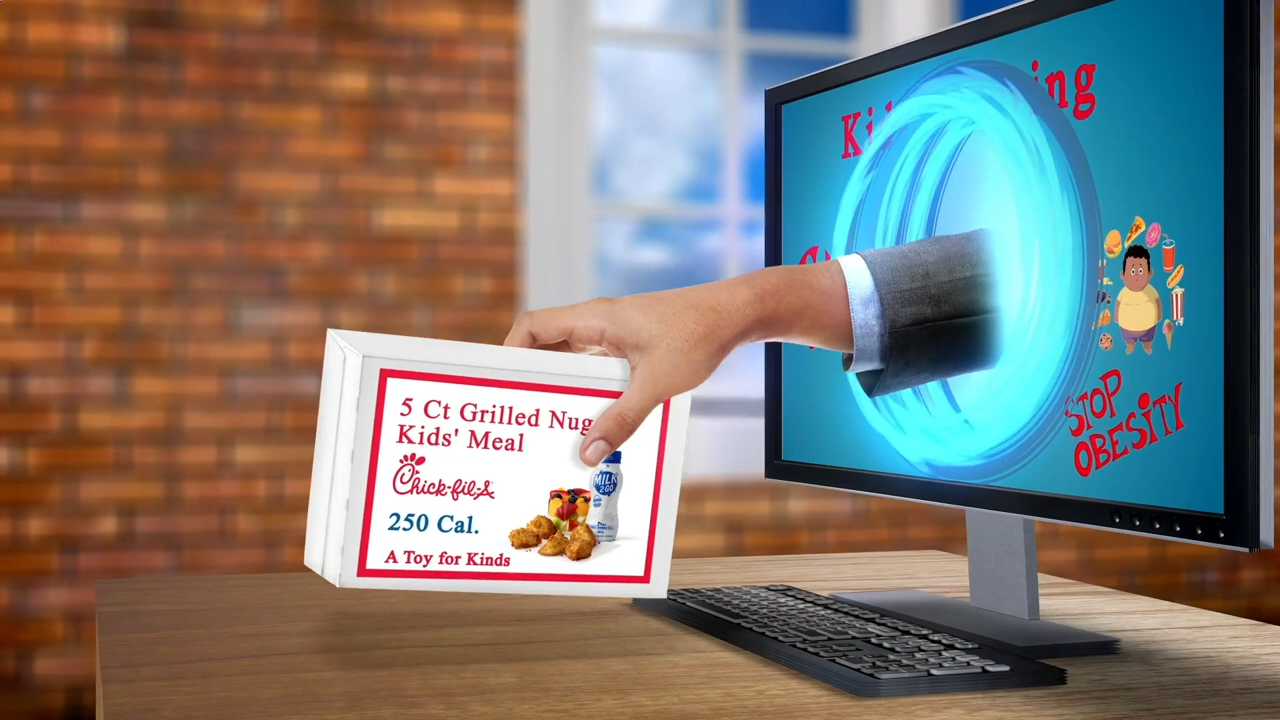 5 Ct Grilled Nug
Kids' Meal
Chick-fil-A
250 Cal.
A Toy for Kinds
MILK
2GO
STOP
OBESITY